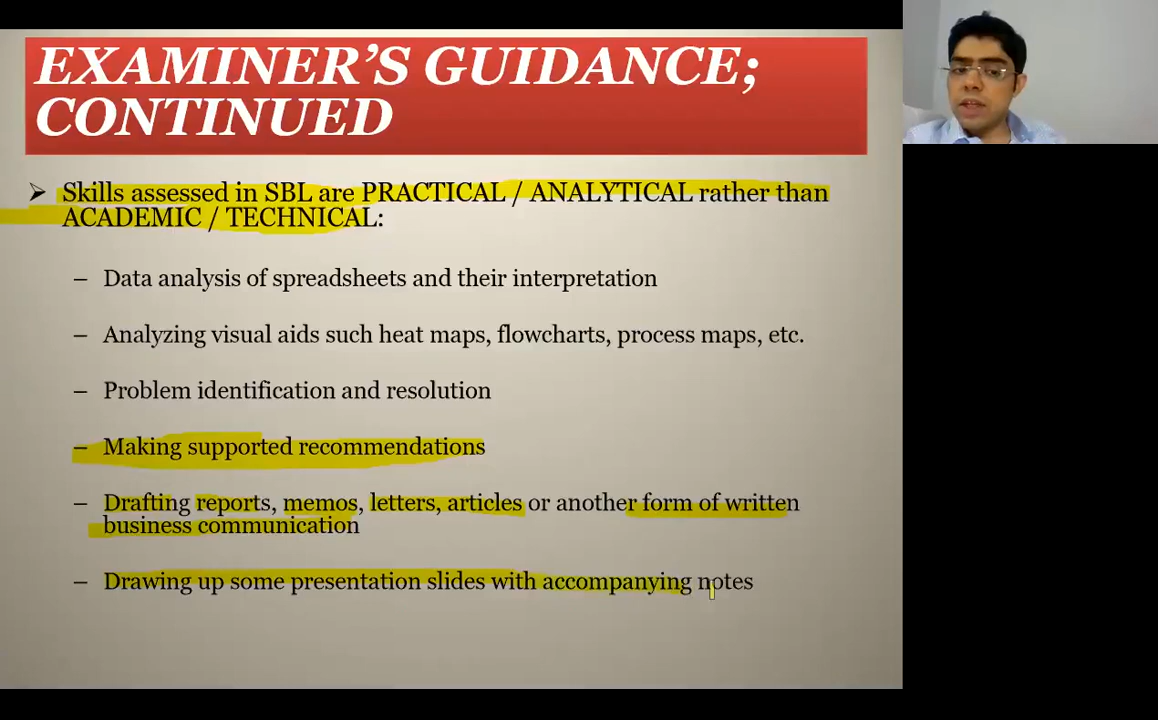 EXAMINER’S GUIDANCE;
CONTINUED
➢ Skills assessed in SBL are PRACTICAL / ANALYTICAL rather than
ACADEMIC / TECHNICAL:
– Data analysis of spreadsheets and their interpretation
– Analyzing visual aids such heat maps, flowcharts, process maps, etc.
– Problem identification and resolution
– Making supported recommendations
– Drafting reports, memos, letters, articles or another form of written
business communication
– Drawing up some presentation slides with accompanying notes